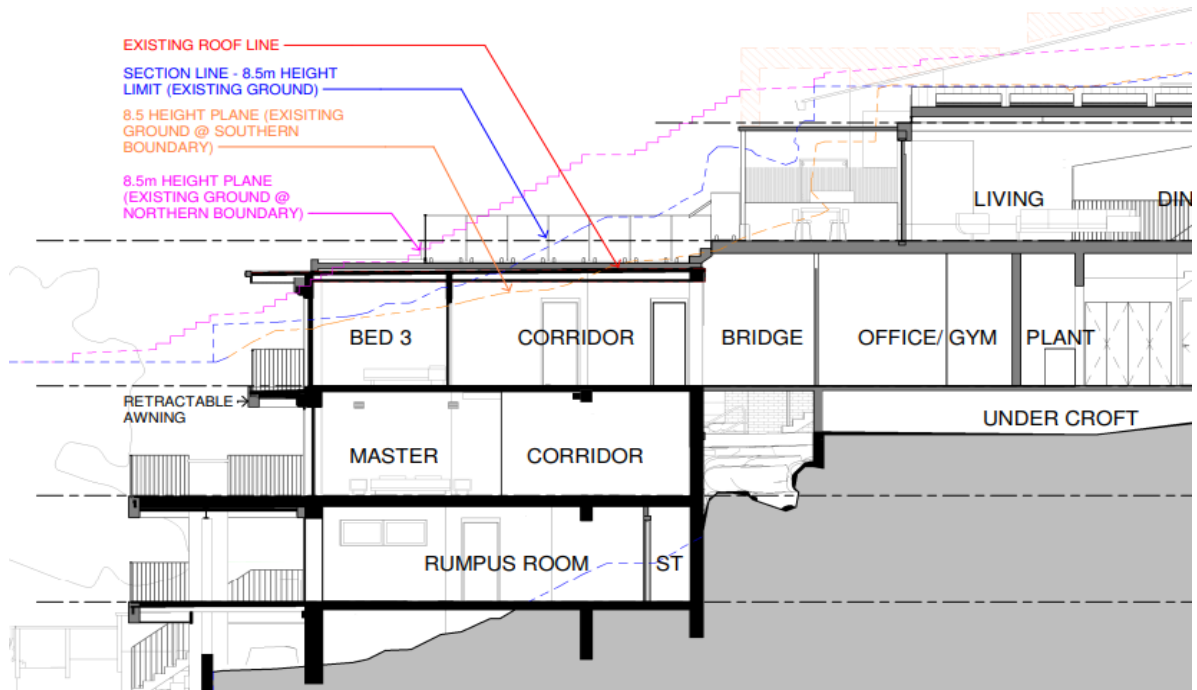 EXISTING ROOF LINE
SECTION LINE - 8.5m HEIGHT
LIMIT (EXISTING GROUND)
8.5 HEIGHT PLANE (EXISITING
GROUND @ SOUTHERN
BOUNDARY)
8.5m HEIGHT PLANE
(EXISTING GROUND @
NORTHERN BOUNDARY)
LIVING
DIN
BED 3
CORRIDOR
BRIDGE
OFFICE/ GYM
PLANT
RETRACTABLE
AWNING
UNDER CROFT
MASTER
CORRIDOR
RUMPUS ROOM
ST